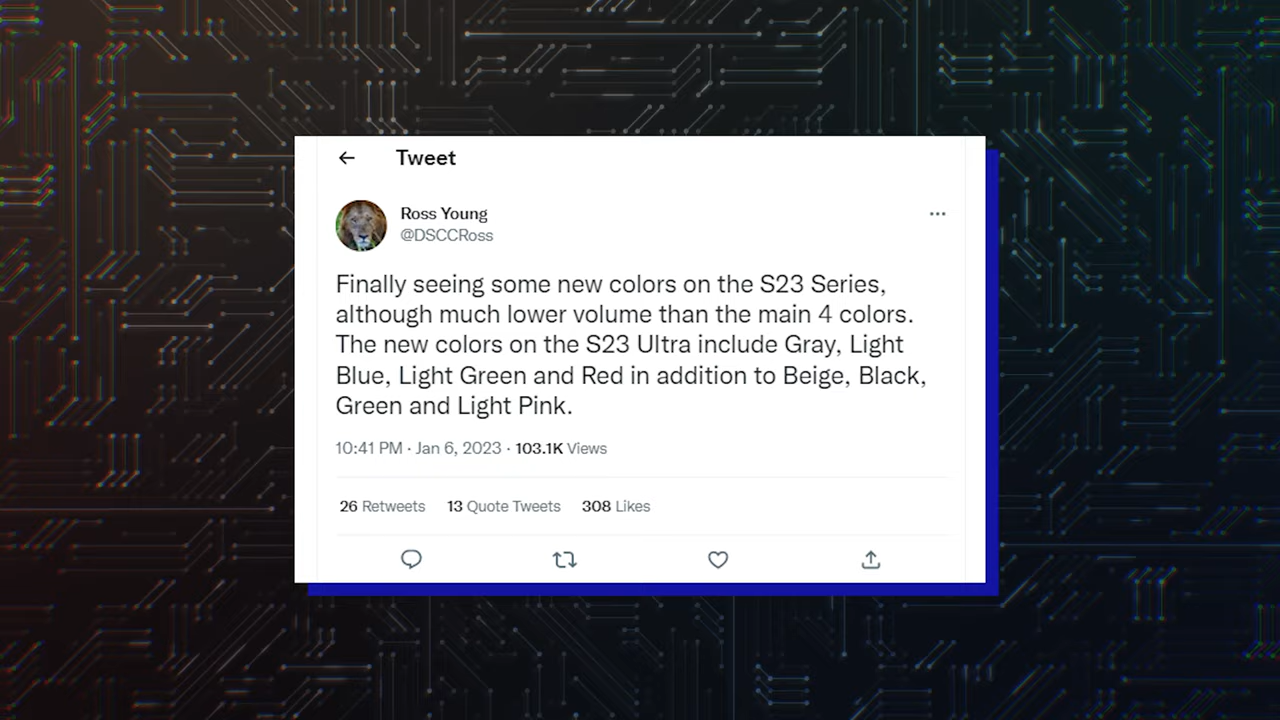 Tweet
Ross Young
@DSCCRoss
Finally seeing some new colors on the S23 Series,
although much lower volume than the main 4 colors.
The new colors on the S23 Ultra include Gray, Light
Blue, Light Green and Red in addition to Beige, Black,
Green and Light Pink.
10:41 PM · Jan 6, 2023 · 103.1K Views
26 Retweets 13 Quote Tweets 308 Likes